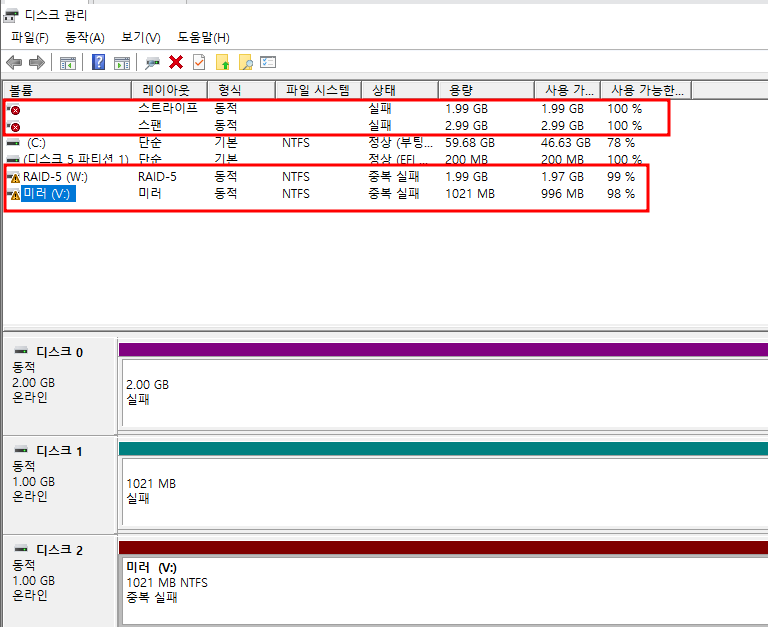 디스크 관리
파일(F) 동작(A) 보기(V) 도움말(H)
볼륨 레이아웃 형식 파일 시스템 상태 용량 사용 가... 사용 가능한...
스트라이프 동적 실패 1.99 GB 1.99 GB 100 %
스팬 동적 실패 2.99 GB 2.99 GB 100 %
(C:) 단순 기본 NTFS 정상 (부팅... 59.68 GB 46.63 GB 78 %
(디스크 5 파티션 1) 단순 기본 정상 (EFI ... 200 MB 200 MB 100 %
RAID-5 (W:) RAID-5 동적 NTFS 중복 실패 1.99 GB 1.97 GB 99 %
미러 (V:) 미러 동적 NTFS 중복 실패 1021 MB 996 MB 98 %
디스크 0
동적
2.00 GB
온라인
2.00 GB
실패
디스크 1
동적
1.00 GB
온라인
1021 MB
실패
디스크 2
동적
1.00 GB
온라인
미러 (V:)
1021 MB NTFS
중복 실패